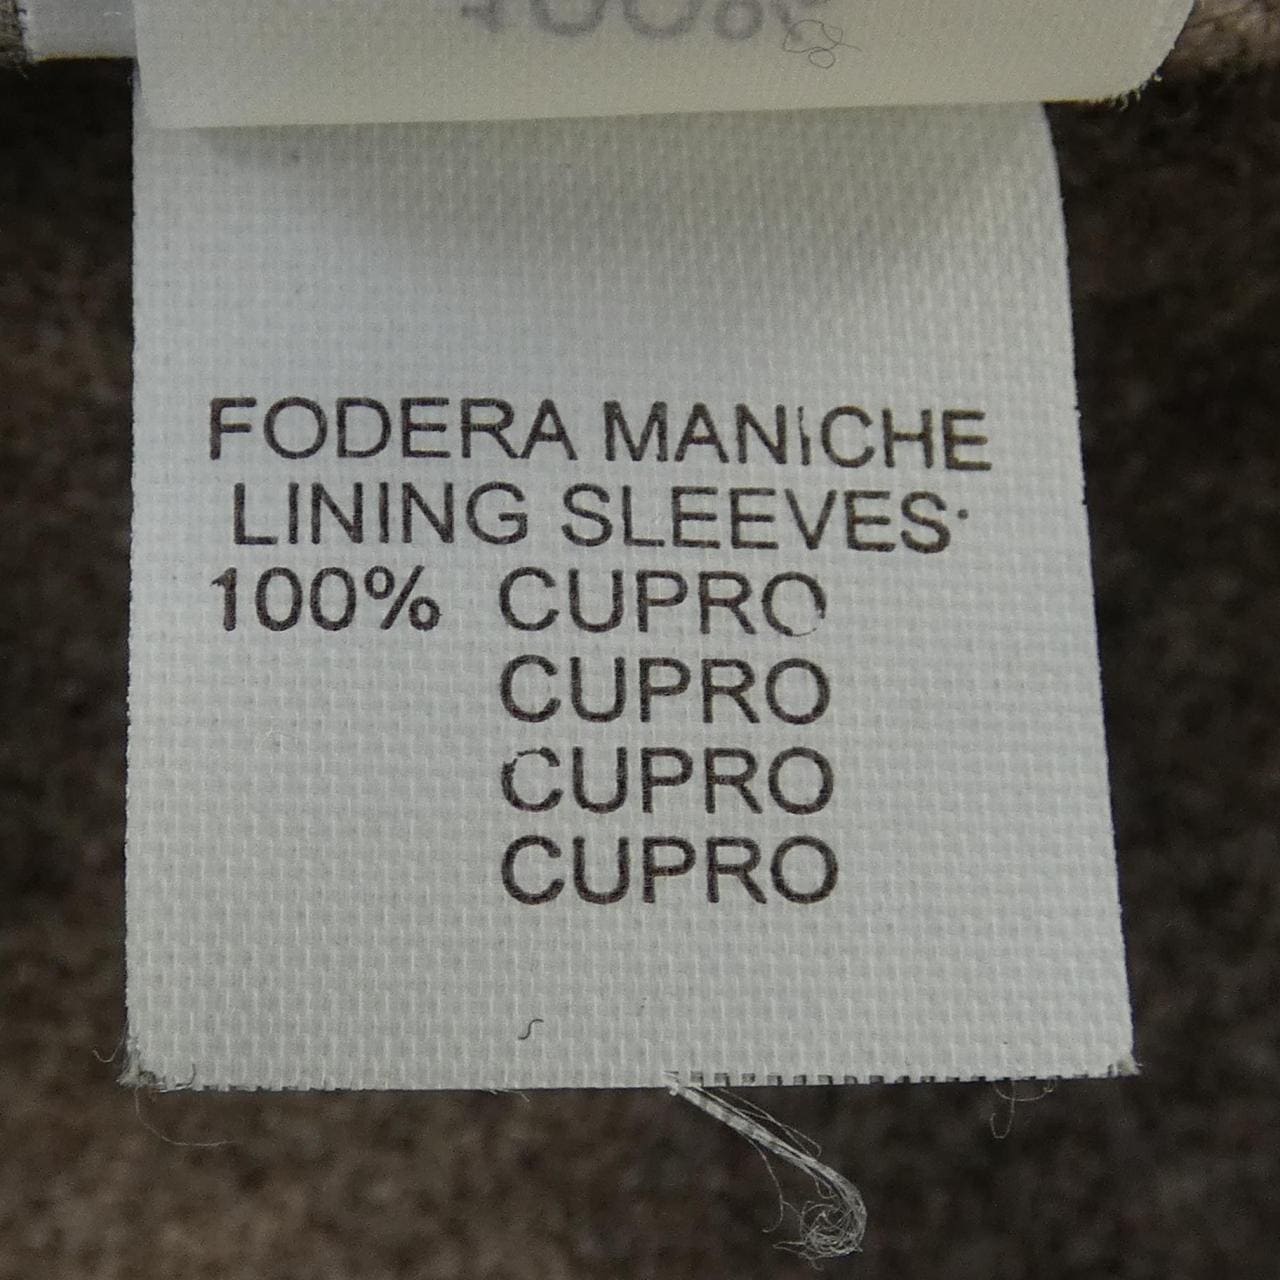 FODERA MANICHE
LINING SLEEVES
100% CUPRO
CUPRO
CUPRO
CUPRO